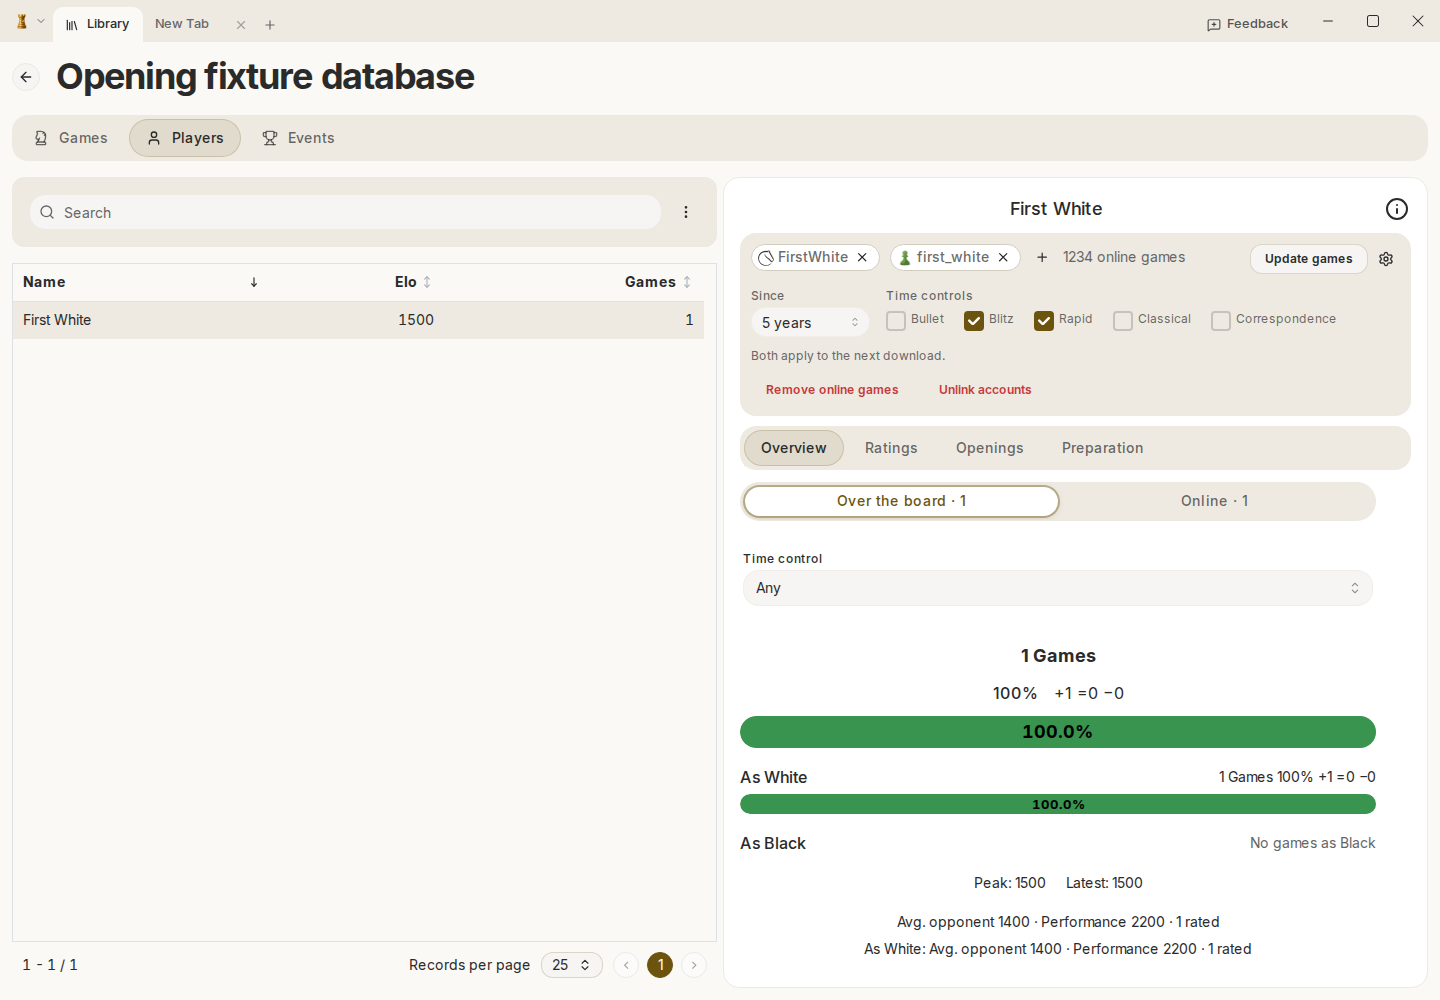 Library
New Tab
Feedback
Opening fixture database
Games
Players
Events
Search
Name
Elo
Games
First White
1500
1
1 - 1 / 1
Records per page
25
1
First White
FirstWhite
first_white
1234 online games
Update games
Since
Time controls
5 years
Bullet
Blitz
Rapid
Classical
Correspondence
Both apply to the next download.
Remove online games
Unlink accounts
Overview
Ratings
Openings
Preparation
Over the board · 1
Online · 1
Time control
Any
1 Games
100% +1 =0 −0
100.0%
As White
1 Games 100% +1 =0 −0
100.0%
As Black
No games as Black
Peak: 1500
Latest: 1500
Avg. opponent 1400 · Performance 2200 · 1 rated
As White: Avg. opponent 1400 · Performance 2200 · 1 rated